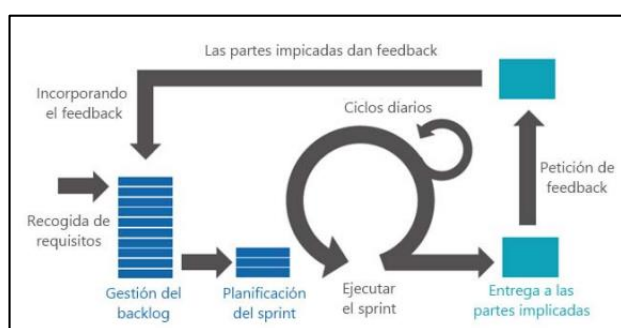 Las partes impicadas dan feedback
Incorporando
el feedback
Ciclos diarios
Petición de
feedback
Recogida de
requisitos
Gestión del
backlog
Planificación
del sprint
Ejecutar
el sprint
Entrega a las
partes implicadas